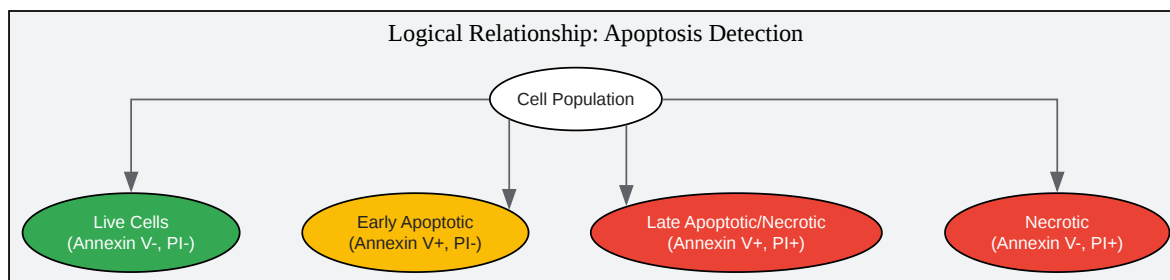 Logical Relationship: Apoptosis Detection
Cell Population
Live Cells
(Annexin V-, PI-)
Early Apoptotic
(Annexin V+, PI-)
Late Apoptotic/Necrotic
(Annexin V+, PI+)
Necrotic
(Annexin V-, PI+)